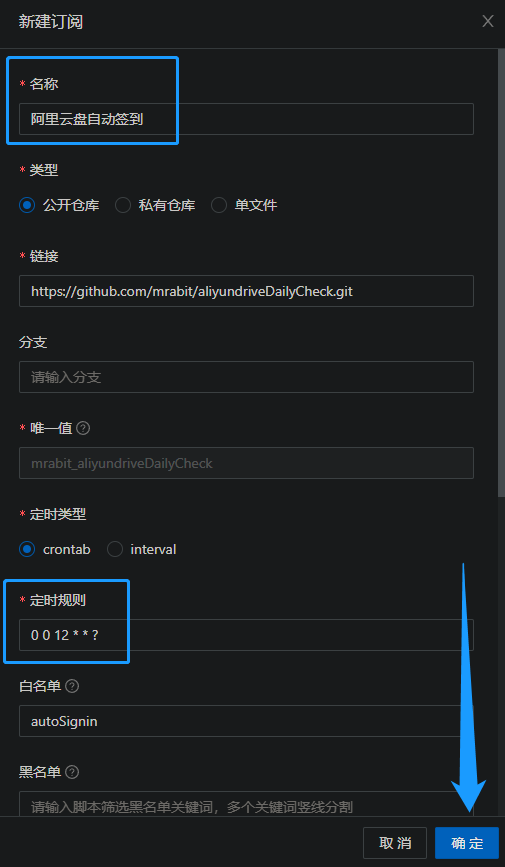 新建订阅
* 名称
阿里云盘自动签到
* 类型
公开仓库 私有仓库 单文件
* 链接
https://github.com/mrabit/aliyundriveDailyCheck.git
分支
请输入分支
* 唯一值
mrabit_aliyundriveDailyCheck
* 定时类型
crontab interval
* 定时规则
0 0 12 * * ?
白名单
autoSignin
黑名单
请输入脚本筛选黑名单关键词，多个关键词竖线分割
取 消 确 定